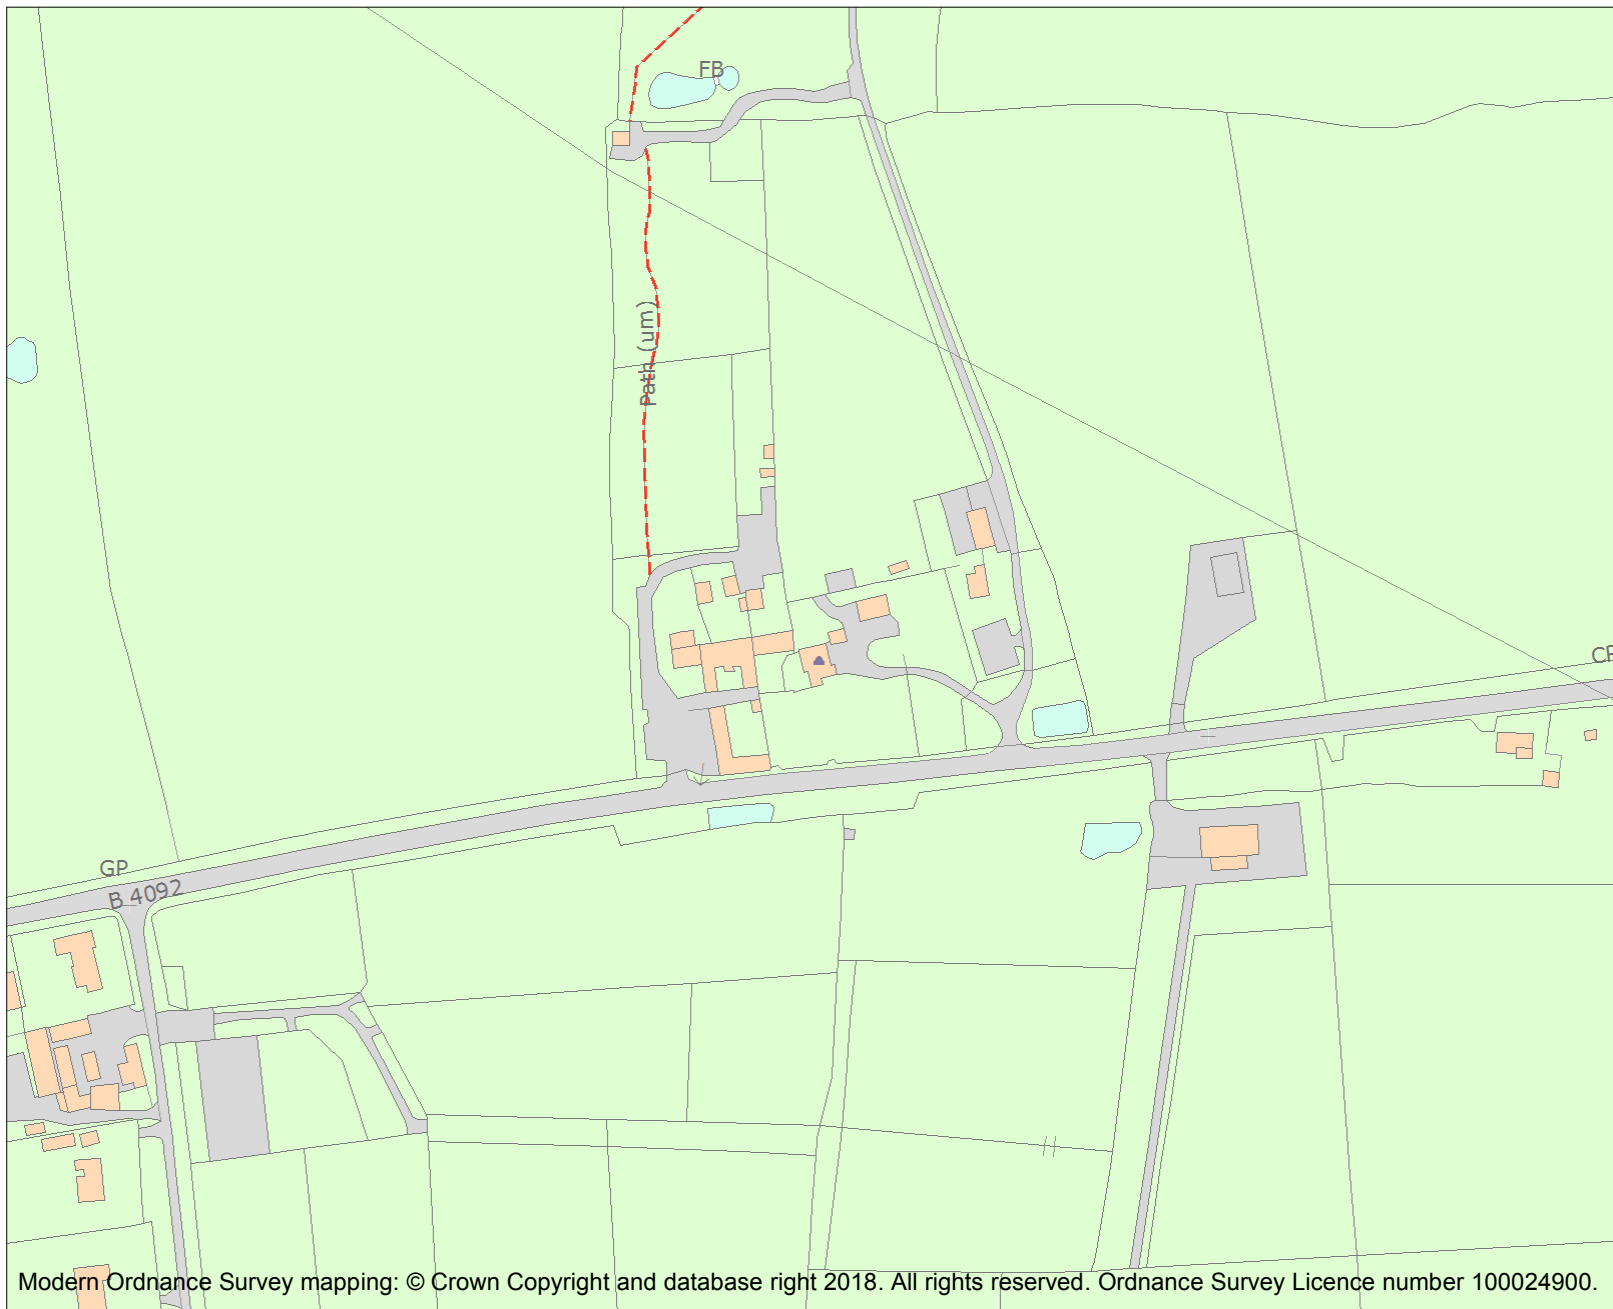 FB
Path (um)
CF
GP
B 4092
Modern Ordnance Survey mapping: © Crown Copyright and database right 2018. All rights reserved. Ordnance Survey Licence number 100024900.